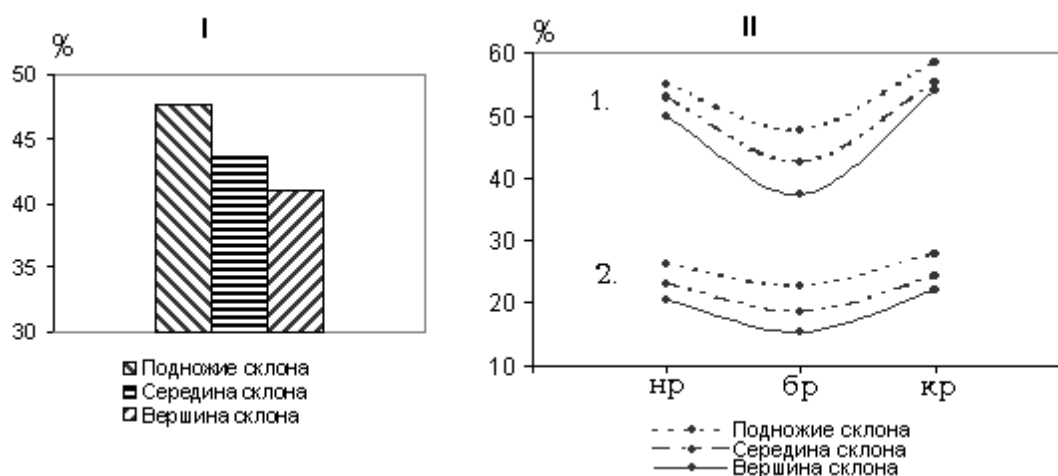 I
%
50
45
40
35
30
Подножие склона
Середина склона
Вершина склона
II
%
60
50
40
30
20
10
1.
2.
нр
бр
кр
Подножие склона
Середина склона
Вершина склона